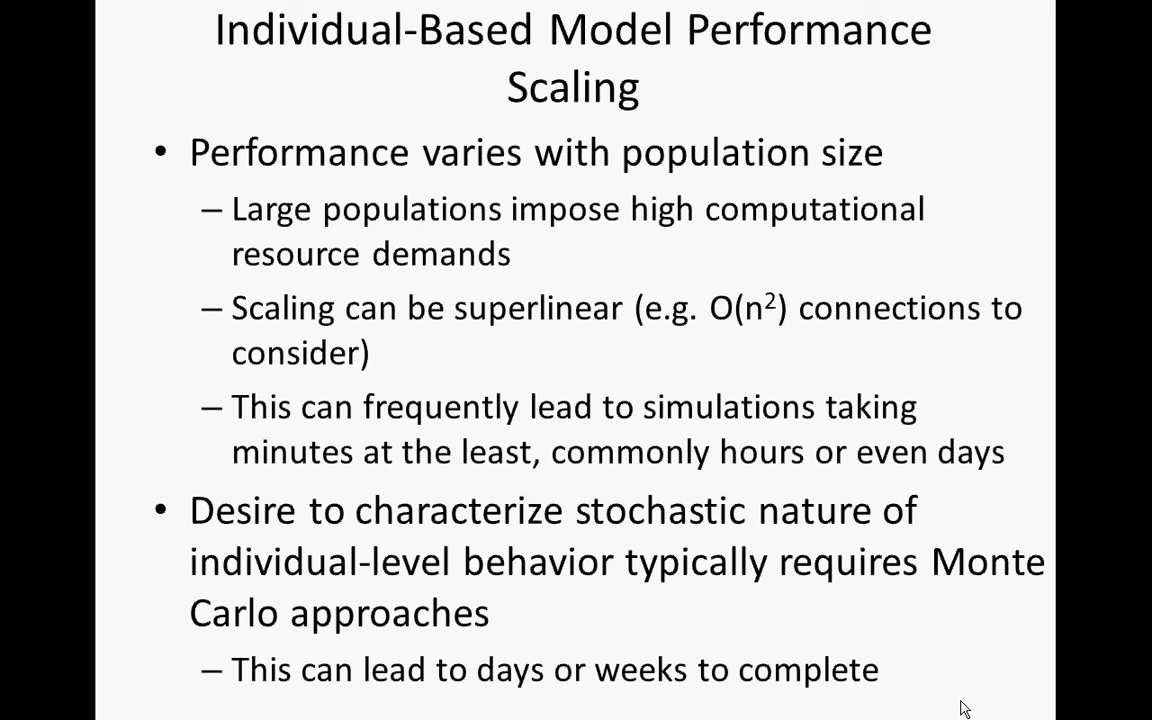 Individual-Based Model Performance
Scaling
• Performance varies with population size
– Large populations impose high computational
resource demands
– Scaling can be superlinear (e.g. O(n²) connections to
consider)
– This can frequently lead to simulations taking
minutes at the least, commonly hours or even days
• Desire to characterize stochastic nature of
individual-level behavior typically requires Monte
Carlo approaches
– This can lead to days or weeks to complete